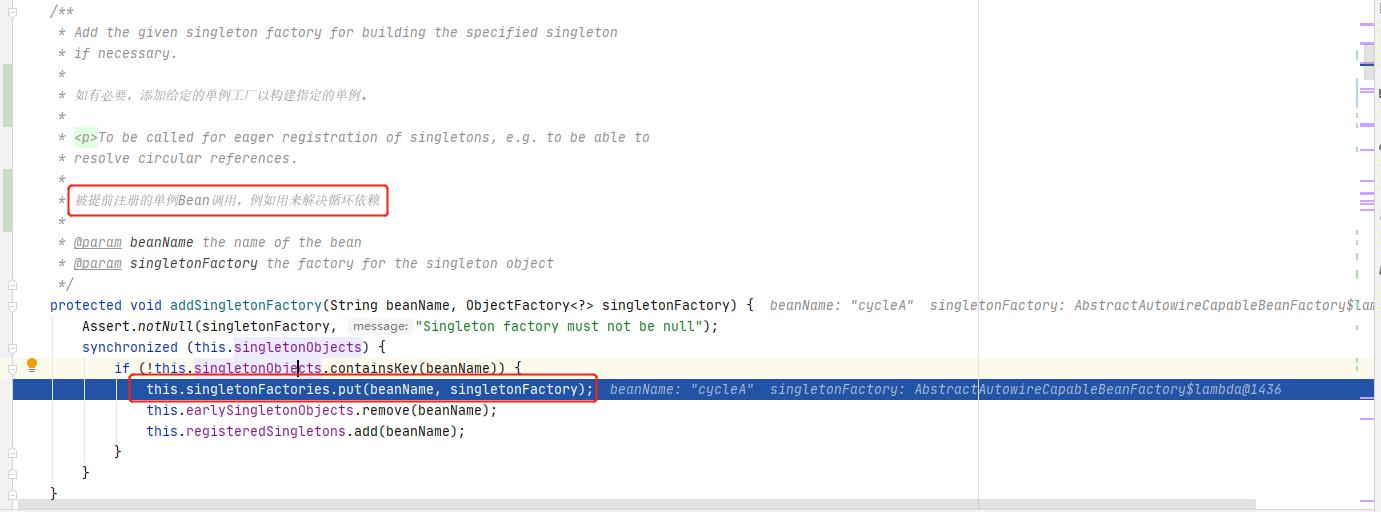 /**
* Add the given singleton factory for building the specified singleton
* if necessary.
*
* 如有必要，添加给定的单例工厂以构建指定的单例。
*
* <p>To be called for eager registration of singletons, e.g. to be able to
* resolve circular references.
*
* 被提前注册的单例Bean调用，例如用来解决循环依赖
*
* @param beanName the name of the bean
* @param singletonFactory the factory for the singleton object
*/
protected void addSingletonFactory(String beanName, ObjectFactory<?> singletonFactory) { beanName: "cycleA" singletonFactory: AbstractAutowireCapableBeanFactory$lam
Assert.notNull(singletonFactory, message: "Singleton factory must not be null");
synchronized (this.singletonObjects) {
if (!this.singletonObjects.containsKey(beanName)) {
this.singletonFactories.put(beanName, singletonFactory); beanName: "cycleA" singletonFactory: AbstractAutowireCapableBeanFactory$lambda@1436
this.earlySingletonObjects.remove(beanName);
this.registeredSingletons.add(beanName);
}
}
}